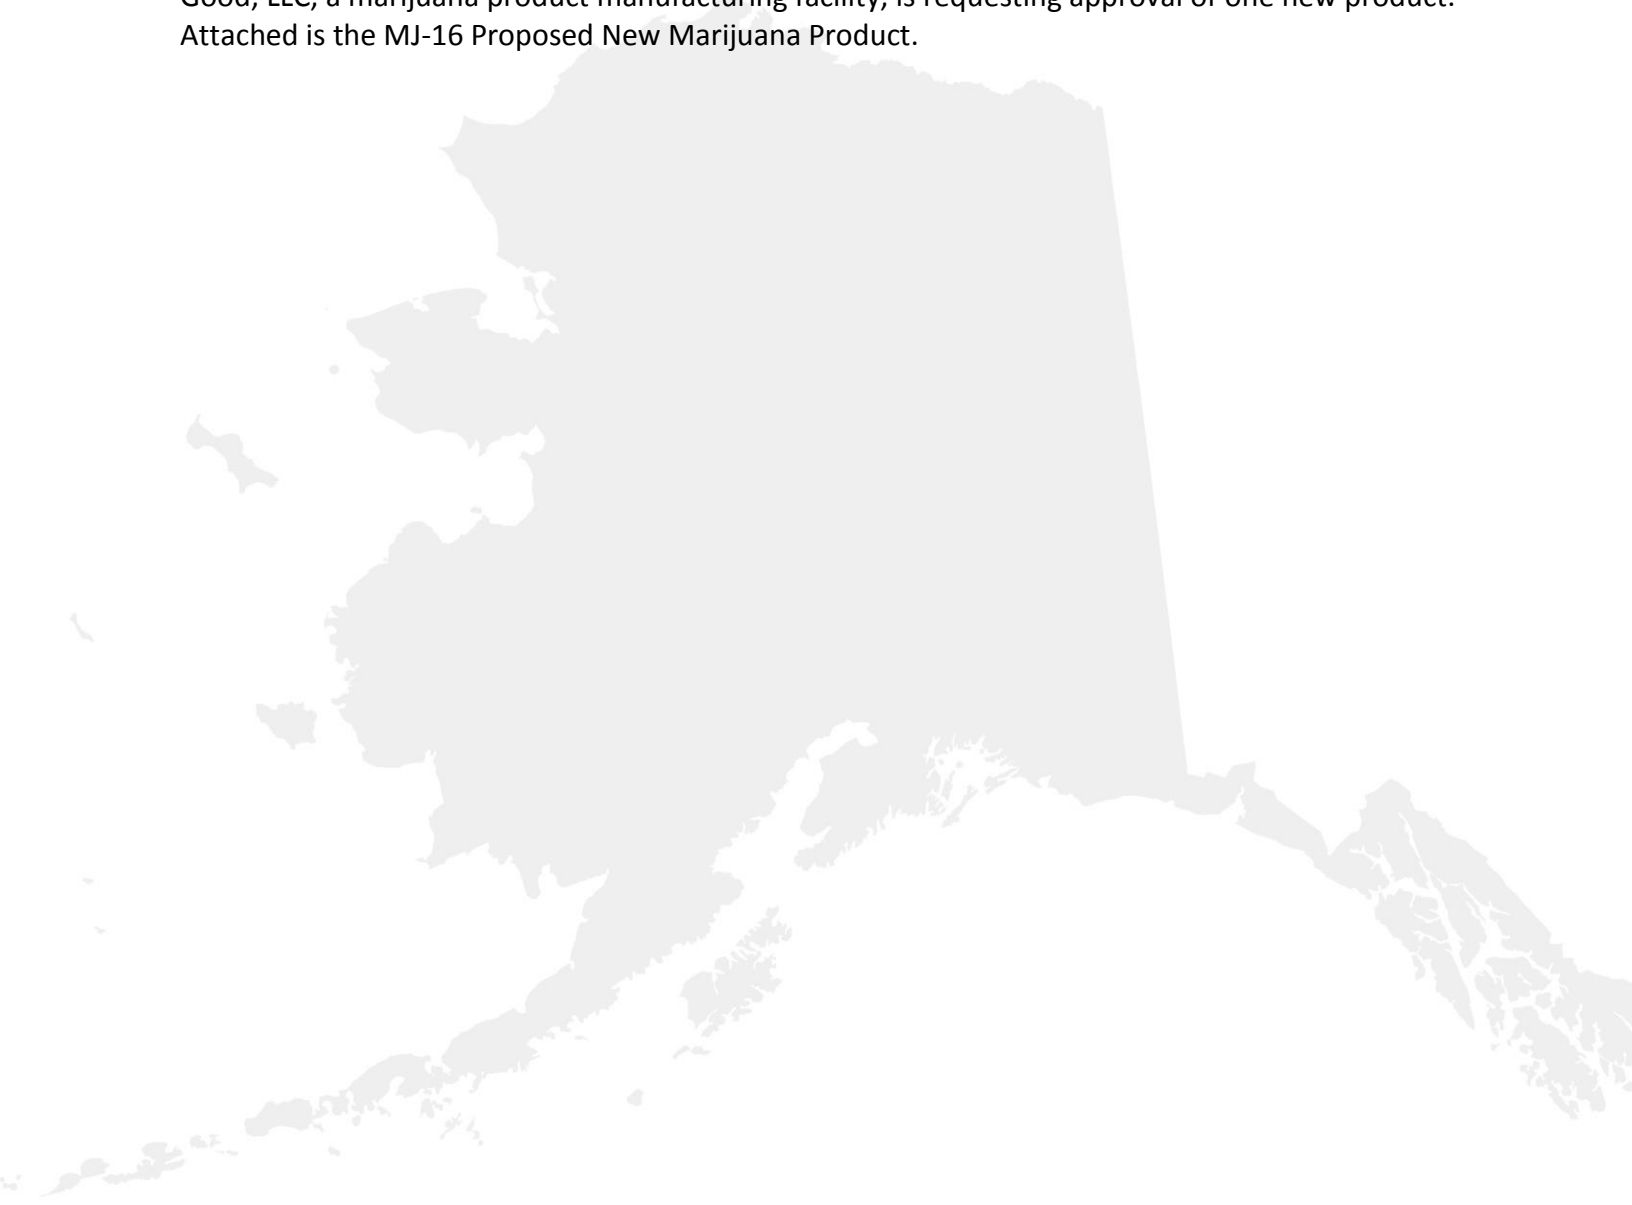 Good, LLC, a marijuana product manufacturing facility, is requesting approval of one new product.
Attached is the MJ-16 Proposed New Marijuana Product.